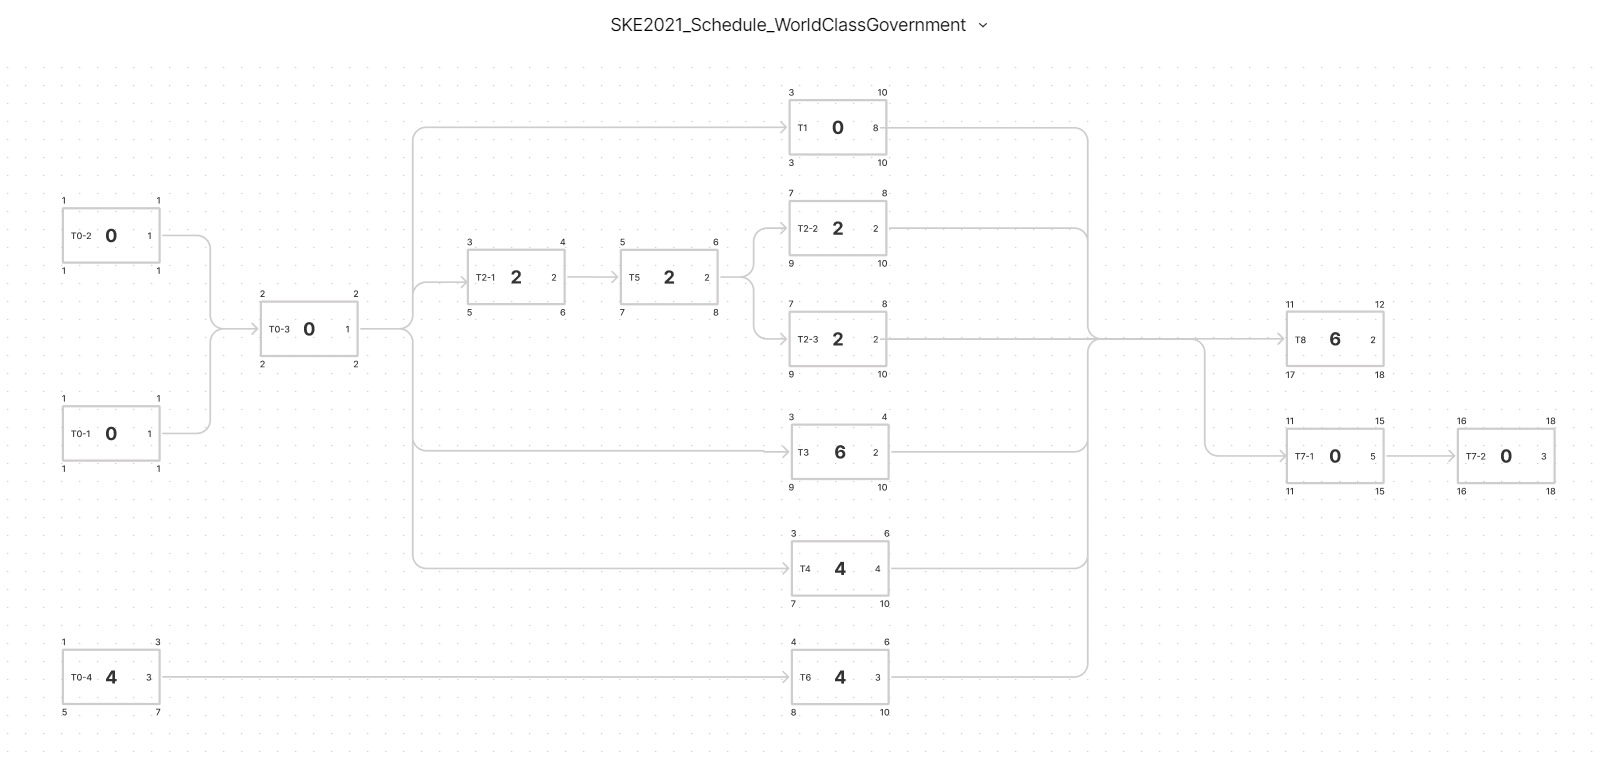 SKE2021_Schedule_WorldClassGovernment
3 10
T1 0 8
3 10
7 8
T2-2 2 2
9 10
1 1
T0-2 0 1
1 1
3 4
T2-1 2 2
5 6
5 6
T5 2 2
7 8
2 2
T0-3 0 1
2 2
7 8
T2-3 2 2
9 10
11 12
T8 6 2
17 18
1 1
T0-1 0 1
1 1
3 4
T3 6 2
9 10
11 15
T7-1 0 5
11 15
16 18
T7-2 0 3
16 18
3 6
T4 4 4
7 10
1 3
T0-4 4 3
5 7
4 6
T6 4 3
8 10